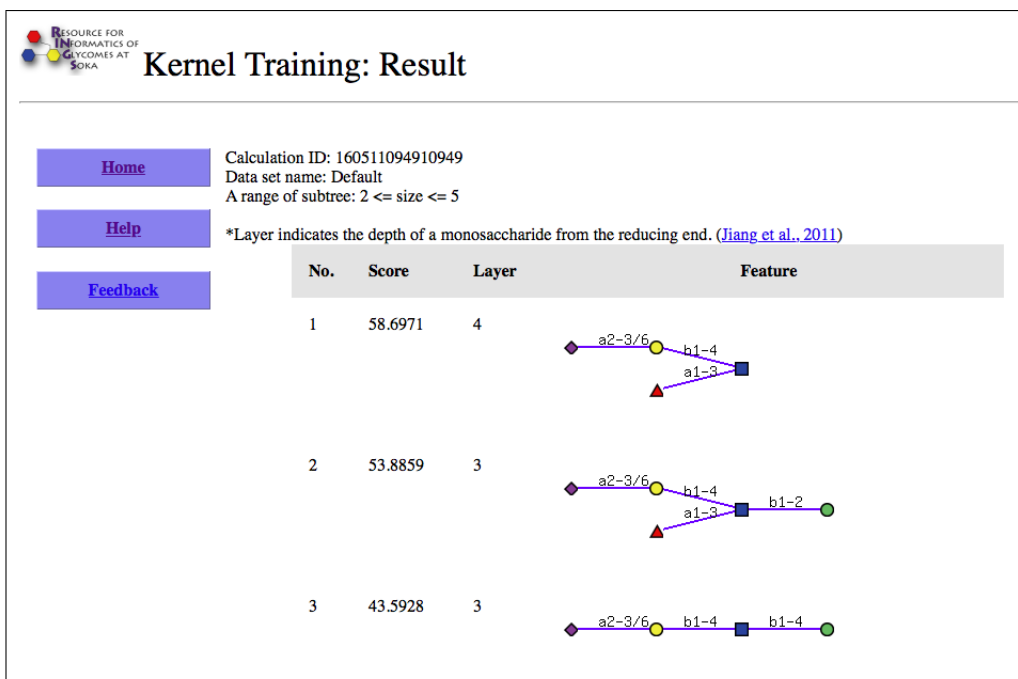 RESOURCE FOR
INFORMATICS OF
GLYCOMES AT
SOKA
Kernel Training: Result
Home
Help
Feedback
Calculation ID: 160511094910949
Data set name: Default
A range of subtree: 2 <= size <= 5
*Layer indicates the depth of a monosaccharide from the reducing end. (Jiang et al., 2011)
No. Score Layer Feature
1 58.6971 4
a2-3/6
b1-4
a1-3
2 53.8859 3
a2-3/6
b1-4
a1-3
b1-2
3 43.5928 3
a2-3/6 b1-4 b1-4